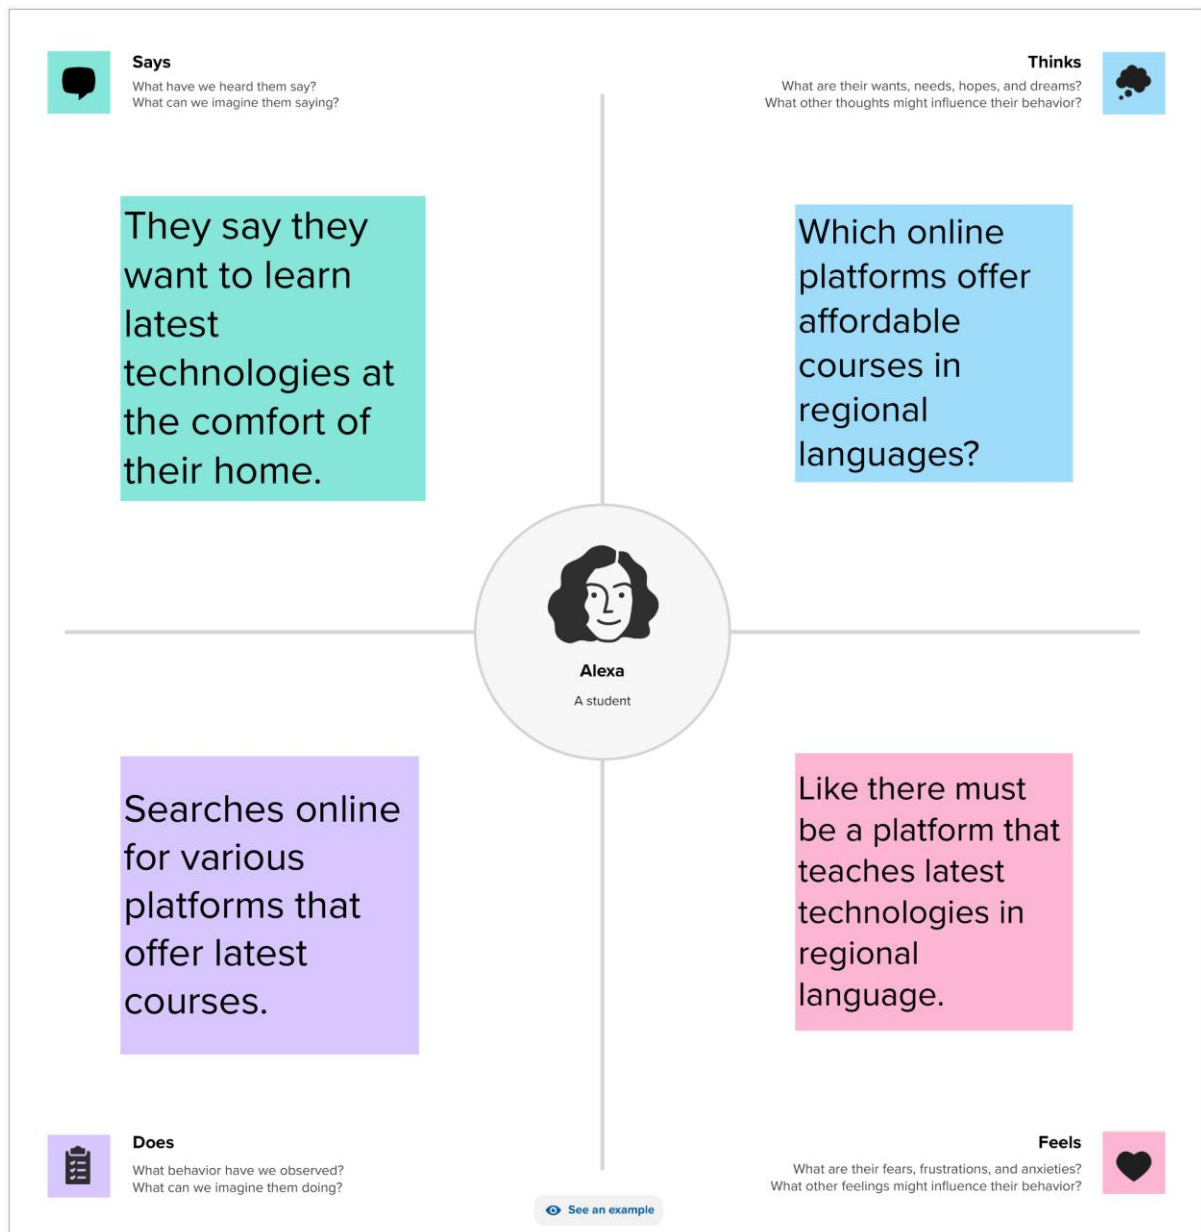 Says
What have we heard them say?
What can we imagine them saying?
Thinks
What are their wants, needs, hopes, and dreams?
What other thoughts might influence their behavior?
They say they
want to learn
latest
technologies at
the comfort of
their home.
Which online
platforms offer
affordable
courses in
regional
languages?
Alexa
A student
Searches online
for various
platforms that
offer latest
courses.
Like there must
be a platform that
teaches latest
technologies in
regional
language.
Does
What behavior have we observed?
What can we imagine them doing?
Feels
What are their fears, frustrations, and anxieties?
What other feelings might influence their behavior?
See an example